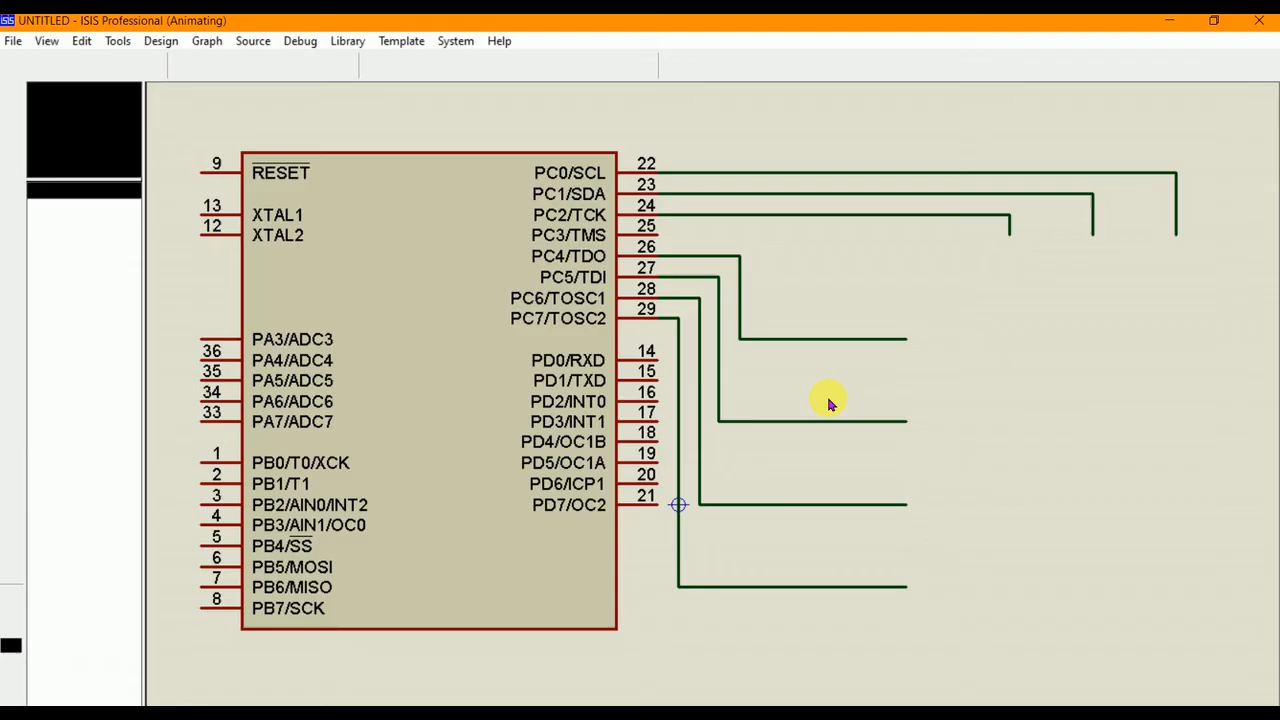 ISIS UNTITLED - ISIS Professional (Animating)
File View Edit Tools Design Graph Source Debug Library Template System Help
9 RESET PC0/SCL 22
PC1/SDA 23
13 XTAL1 PC2/TCK 24
12 XTAL2 PC3/TMS 25
PC4/TDO 26
PC5/TDI 27
PC6/TOSC1 28
PC7/TOSC2 29
PA3/ADC3
36 PA4/ADC4 PD0/RXD 14
35 PA5/ADC5 PD1/TXD 15
34 PA6/ADC6 PD2/INT0 16
33 PA7/ADC7 PD3/INT1 17
PD4/OC1B 18
1 PB0/T0/XCK PD5/OC1A 19
2 PB1/T1 PD6/ICP1 20
3 PB2/AIN0/INT2 PD7/OC2 21
4 PB3/AIN1/OC0
5 PB4/SS
6 PB5/MOSI
7 PB6/MISO
8 PB7/SCK